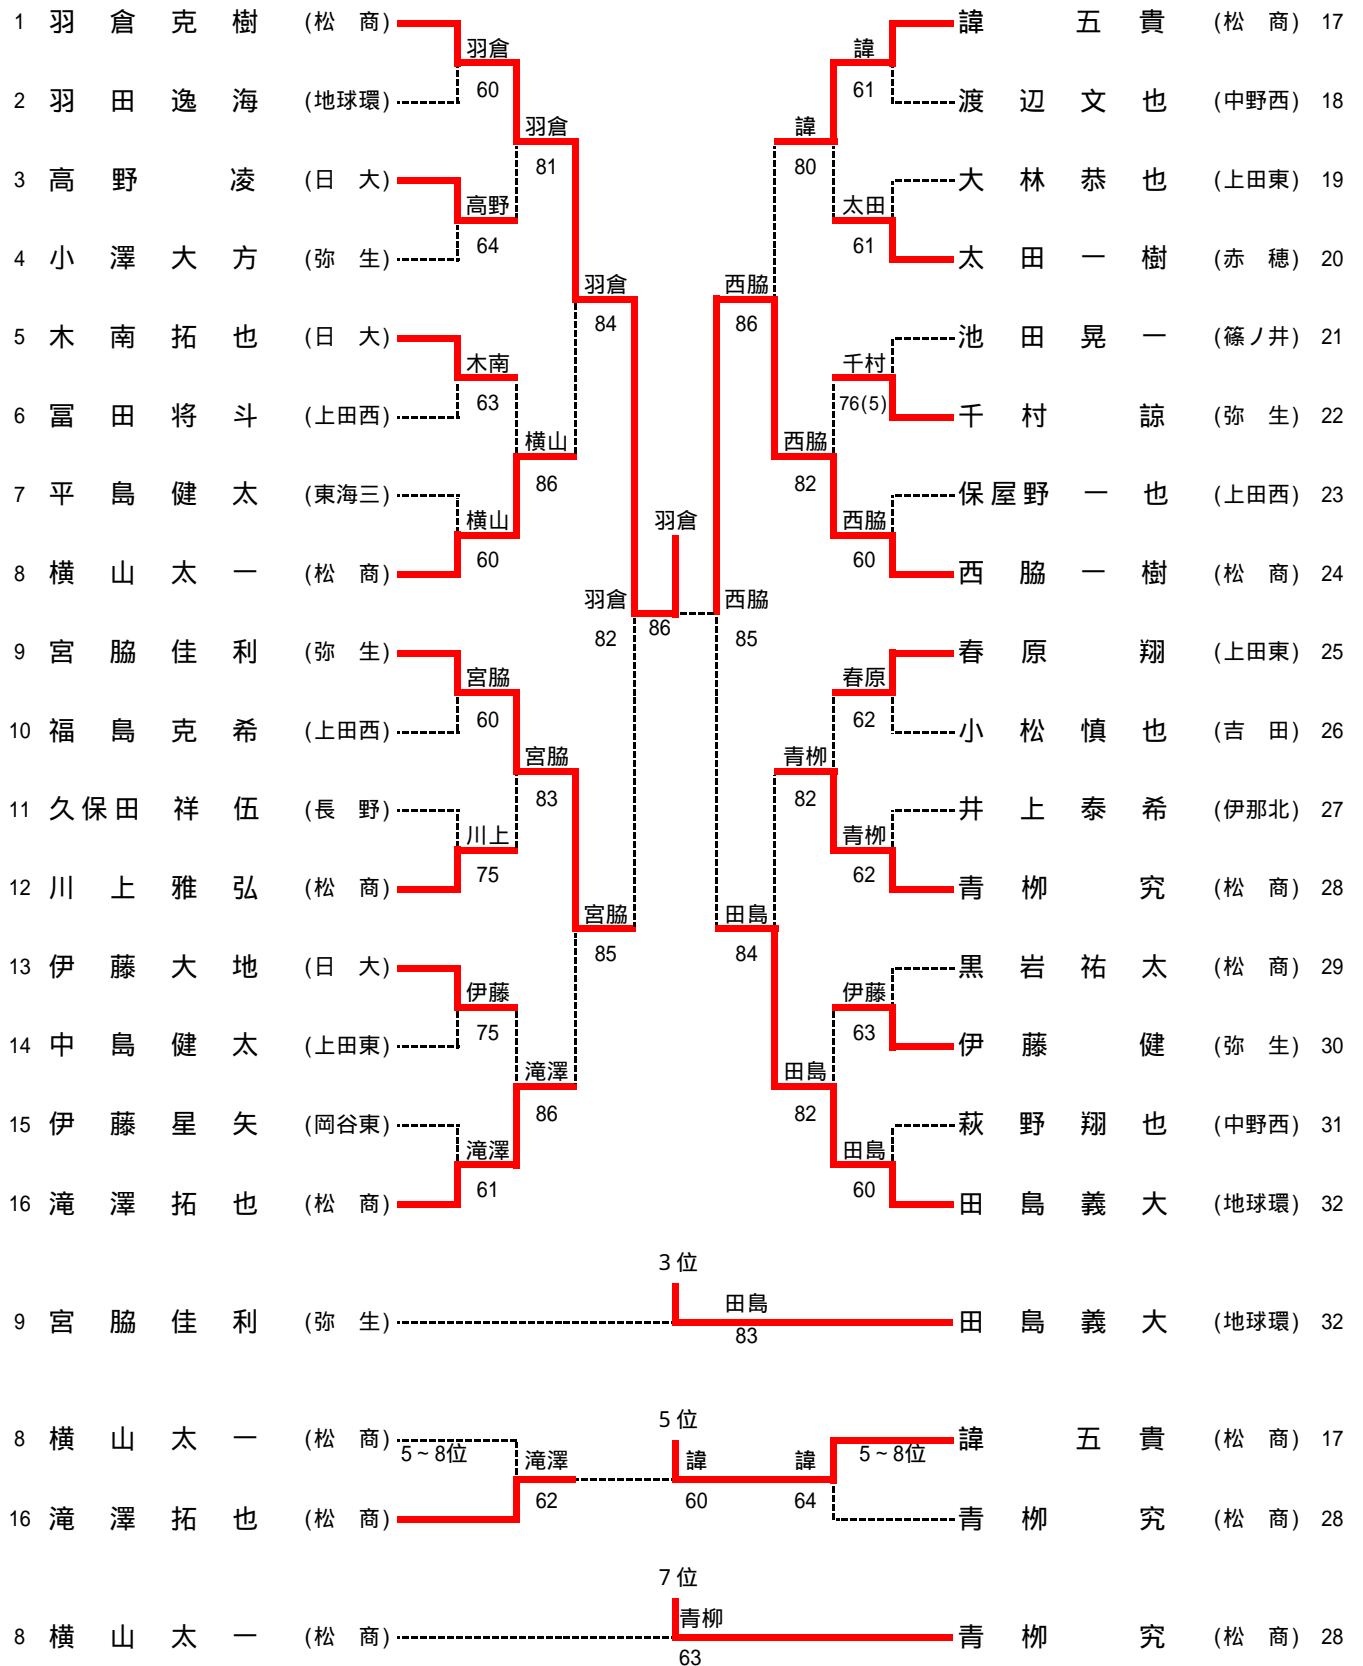 1 羽倉克樹 (松商) 諱五貴 (松商) 17
羽倉 諱
60 61
2 羽田逸海 (地球環) 渡辺文也 (中野西) 18
羽倉 諱
81 80
3 高野凌 (日大) 大林恭也 (上田東) 19
高野 太田
64 61
4 小澤大方 (弥生) 太田一樹 (赤穂) 20
羽倉 西脇
84 86
5 木南拓也 (日大) 池田晃一 (篠ノ井) 21
木南 千村
63 76(5)
6 冨田将斗 (上田西) 千村諒 (弥生) 22
横山 西脇
86 82
7 平島健太 (東海三) 保屋野一也 (上田西) 23
横山 羽倉 西脇
60 60
8 横山太一 (松商) 西脇一樹 (松商) 24
羽倉 西脇
82 86 85
9 宮脇佳利 (弥生) 春原翔 (上田東) 25
宮脇 春原
60 62
10 福島克希 (上田西) 小松慎也 (吉田) 26
宮脇 青栁
83 82
11 久保田祥伍 (長野) 井上泰希 (伊那北) 27
川上 青栁
75 62
12 川上雅弘 (松商) 青栁究 (松商) 28
宮脇 田島
85 84
13 伊藤大地 (日大) 黒岩祐太 (松商) 29
伊藤 伊藤
75 63
14 中島健太 (上田東) 伊藤健 (弥生) 30
滝澤 田島
86 82
15 伊藤星矢 (岡谷東) 萩野翔也 (中野西) 31
滝澤 田島
61 60
16 滝澤拓也 (松商) 田島義大 (地球環) 32
3位
田島
9 宮脇佳利 (弥生) 田島義大 (地球環) 32
83
5位
8 横山太一 (松商) 諱五貴 (松商) 17
5~8位 滝澤 諱 諱 5~8位
62 60 64
16 滝澤拓也 (松商) 青栁究 (松商) 28
7位
青柳
8 横山太一 (松商) 青栁究 (松商) 28
63